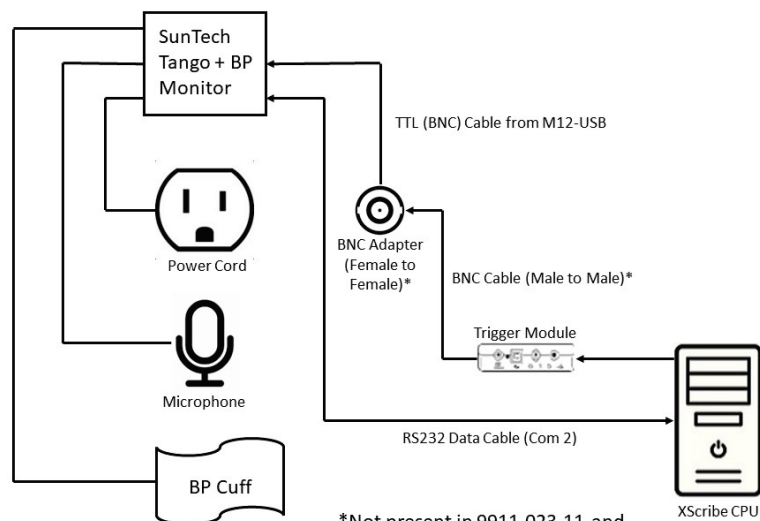 SunTech
Tango + BP
Monitor
TTL (BNC) Cable from M12-USB
BNC Adapter
(Female to
Female)*
Power Cord
BNC Cable (Male to Male)*
Trigger Module
Microphone
RS232 Data Cable (Com 2)
BP Cuff
XScribe CPU
*Not present in 9911-023-11 and